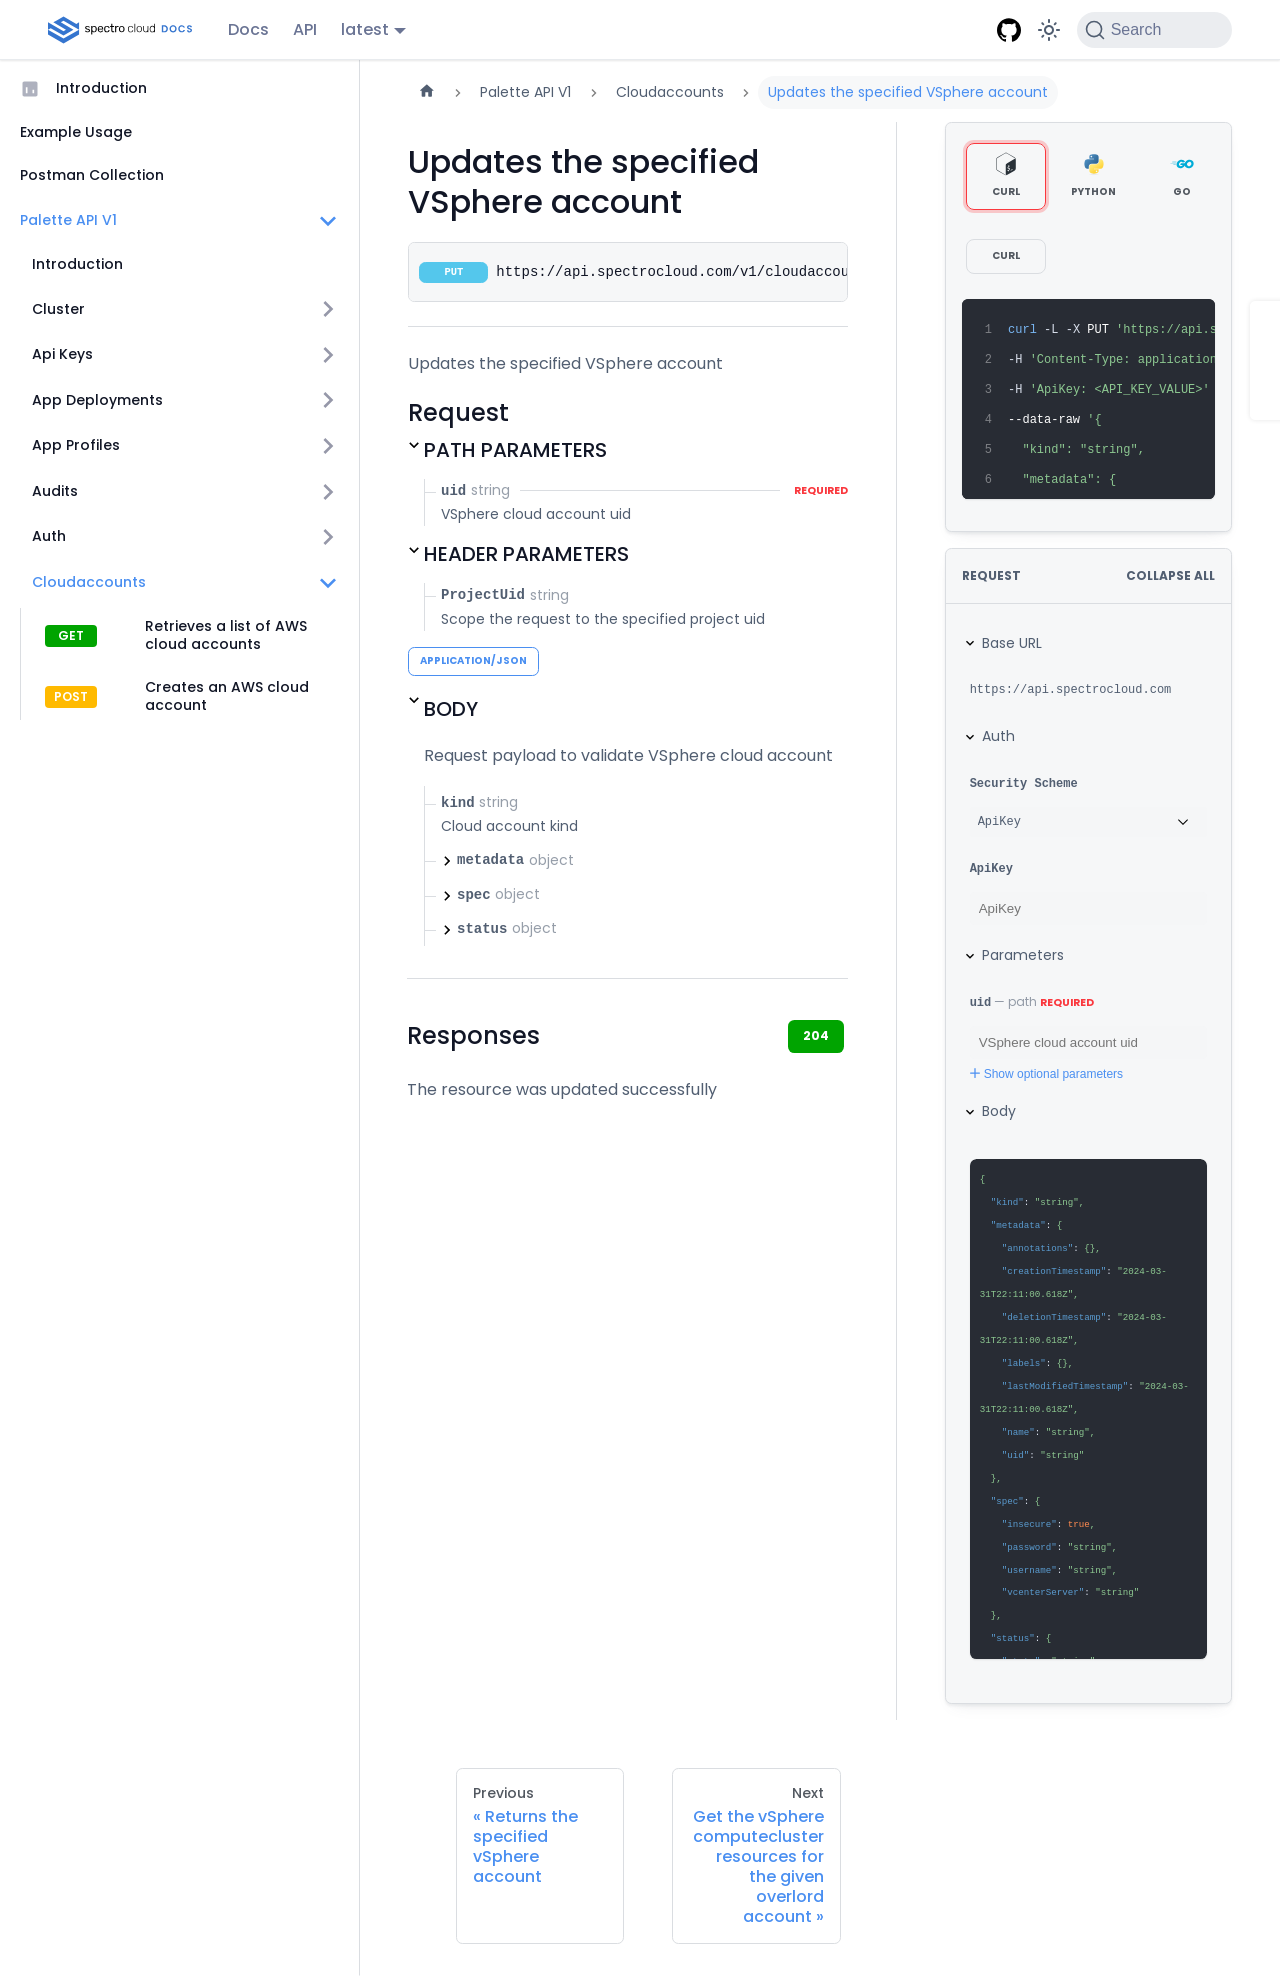 spectro cloud DOCS
Docs
API
latest
Search
Introduction
Example Usage
Postman Collection
Palette API V1
Introduction
Cluster
Api Keys
App Deployments
App Profiles
Audits
Auth
Cloudaccounts
GET
Retrieves a list of AWS
cloud accounts
POST
Creates an AWS cloud
account
Palette API V1
Cloudaccounts
Updates the specified VSphere account
Updates the specified
VSphere account
PUT https://api.spectrocloud.com/v1/cloudaccou
Updates the specified VSphere account
Request
PATH PARAMETERS
uid string REQUIRED
VSphere cloud account uid
HEADER PARAMETERS
ProjectUid string
Scope the request to the specified project uid
APPLICATION/JSON
BODY
Request payload to validate VSphere cloud account
kind string
Cloud account kind
metadata object
spec object
status object
Responses
204
The resource was updated successfully
CURL
PYTHON
GO
CURL
1 curl -L -X PUT 'https://api.s
2 -H 'Content-Type: application
3 -H 'ApiKey: <API_KEY_VALUE>'
4 --data-raw '{
5 "kind": "string",
6 "metadata": {
REQUEST
COLLAPSE ALL
Base URL
https://api.spectrocloud.com
Auth
Security Scheme
ApiKey
ApiKey
ApiKey
Parameters
uid — path REQUIRED
VSphere cloud account uid
Show optional parameters
Body
{
"kind": "string",
"metadata": {
"annotations": {},
"creationTimestamp": "2024-03-
31T22:11:00.618Z",
"deletionTimestamp": "2024-03-
31T22:11:00.618Z",
"labels": {},
"lastModifiedTimestamp": "2024-03-
31T22:11:00.618Z",
"name": "string",
"uid": "string"
},
"spec": {
"insecure": true,
"password": "string",
"username": "string",
"vcenterServer": "string"
},
"status": {
Previous
« Returns the
specified
vSphere
account
Next
Get the vSphere
computecluster
resources for
the given
overlord
account »